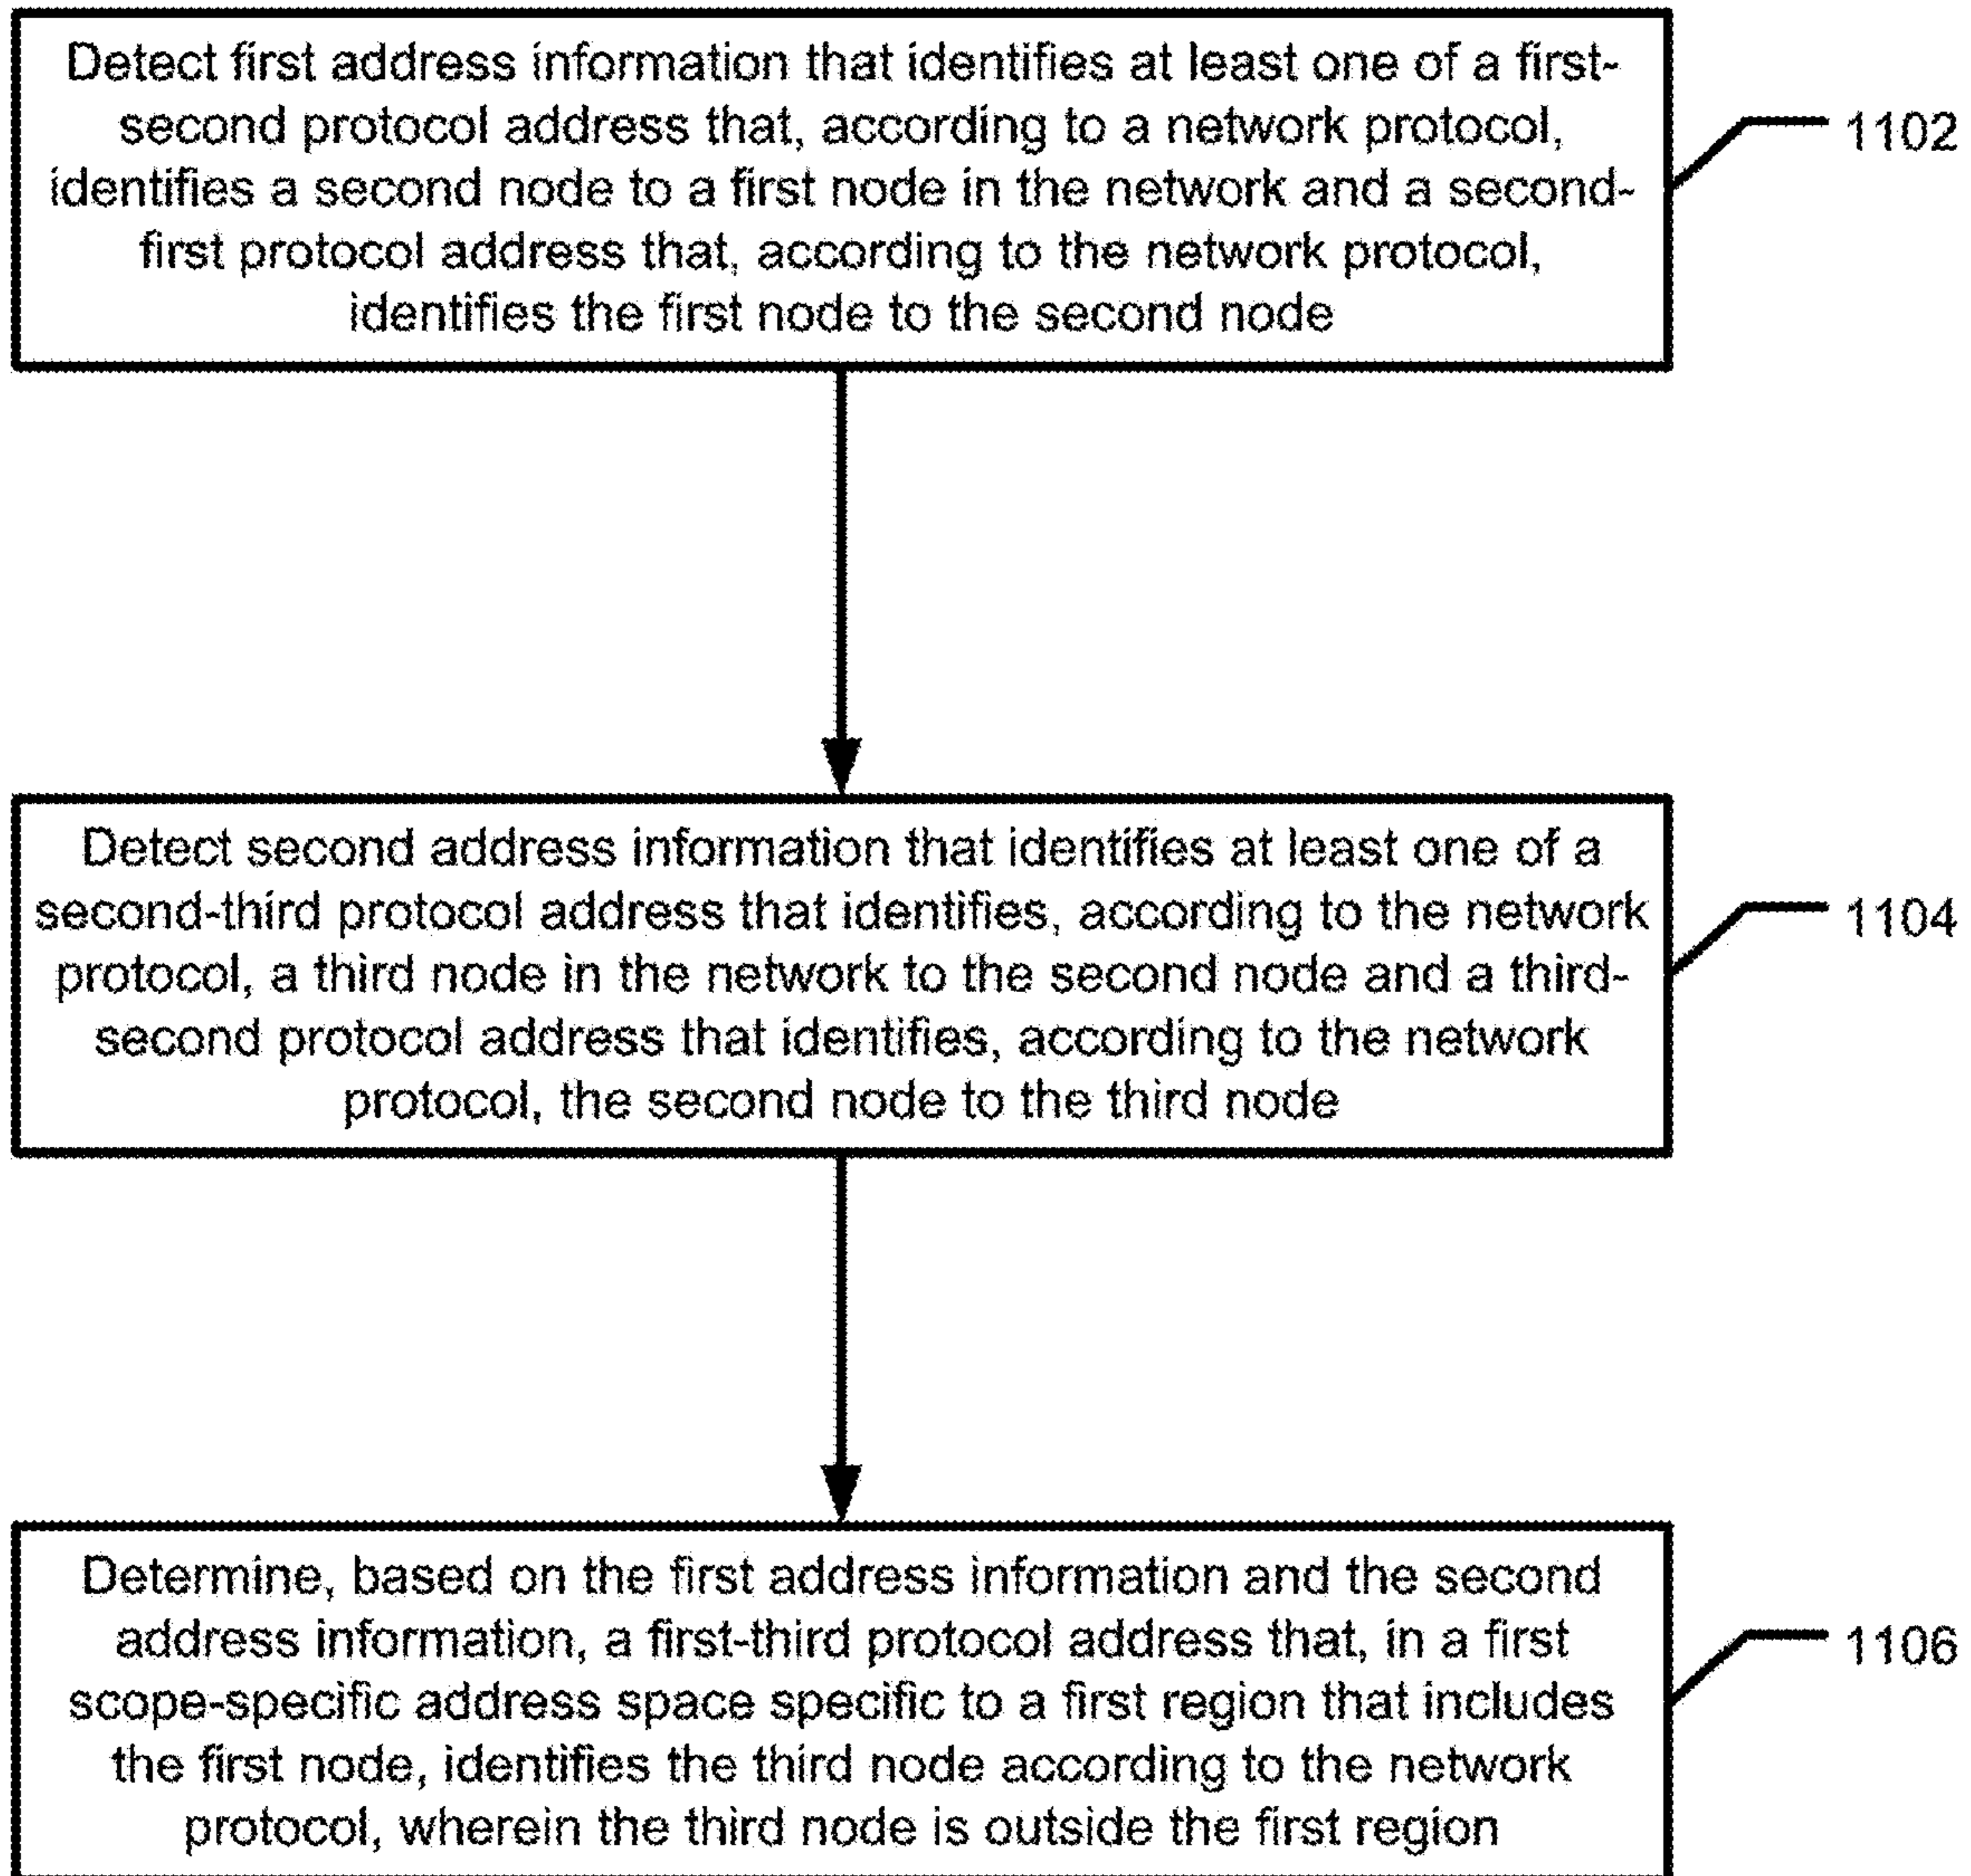 Detect first address information that identifies at least one of a first-
second protocol address that, according to a network protocol,
identifies a second node to a first node in the network and a second-
first protocol address that, according to the network protocol,
identifies the first node to the second node
1102
Detect second address information that identifies at least one of a
second-third protocol address that identifies, according to the network
protocol, a third node in the network to the second node and a third-
second protocol address that identifies, according to the network
protocol, the second node to the third node
1104
Determine, based on the first address information and the second
address information, a first-third protocol address that, in a first
scope-specific address space specific to a first region that includes
the first node, identifies the third node according to the network
protocol, wherein the third node is outside the first region
1106